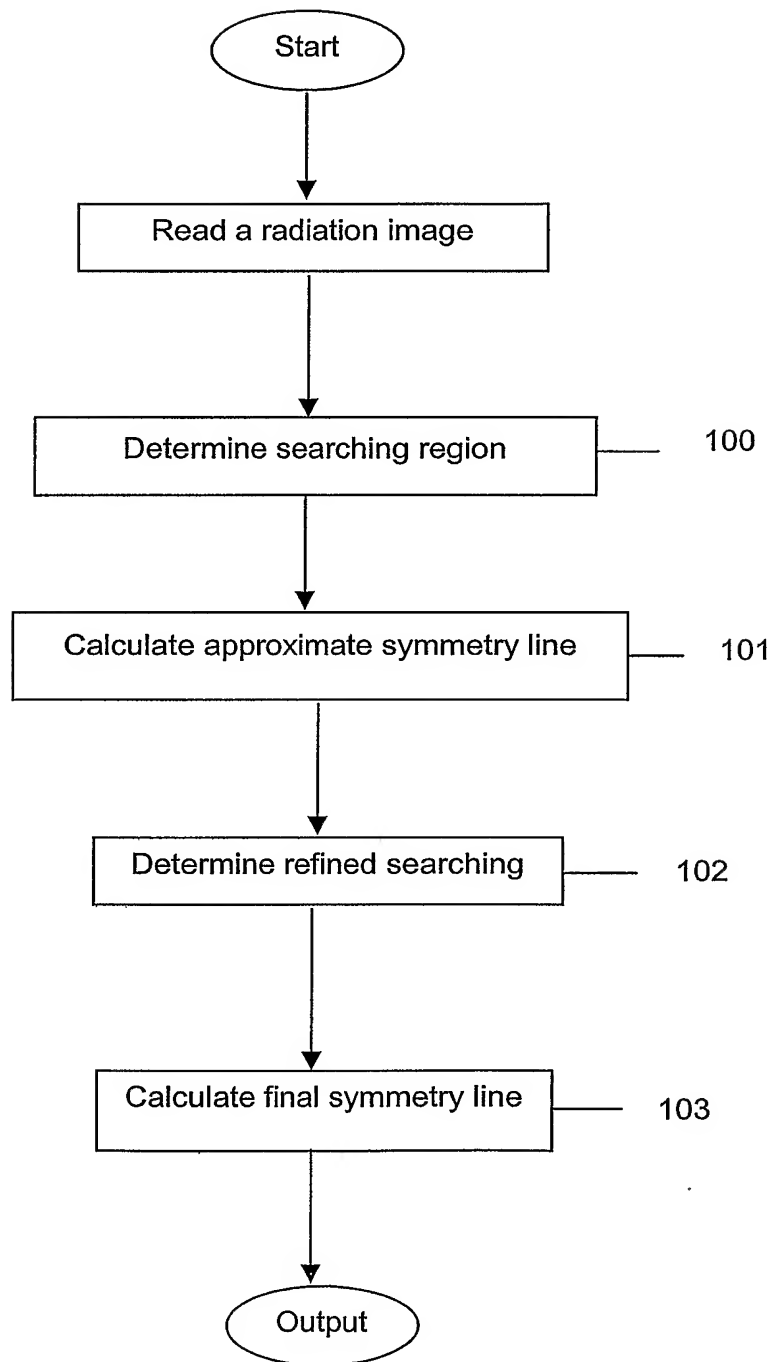 Start
Read a radiation image
Determine searching region
100
Calculate approximate symmetry line
101
Determine refined searching
102
Calculate final symmetry line
103
Output